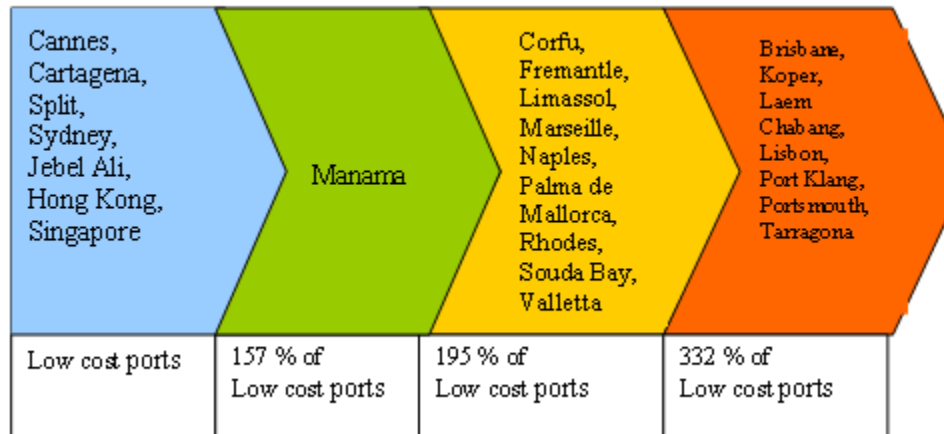 Cannes,
Cartagena,
Split,
Sydney,
Jebel Ali,
Hong Kong,
Singapore
Manama
Corfu,
Fremantle,
Limassol,
Marseille,
Naples,
Palma de
Mallorca,
Rhodes,
Souda Bay,
Valletta
Brisbane,
Koper,
Laem
Chabang,
Lisbon,
Port Klang,
Portsmouth,
Tarragona
Low cost ports
157 % of
Low cost ports
195 % of
Low cost ports
332 % of
Low cost ports